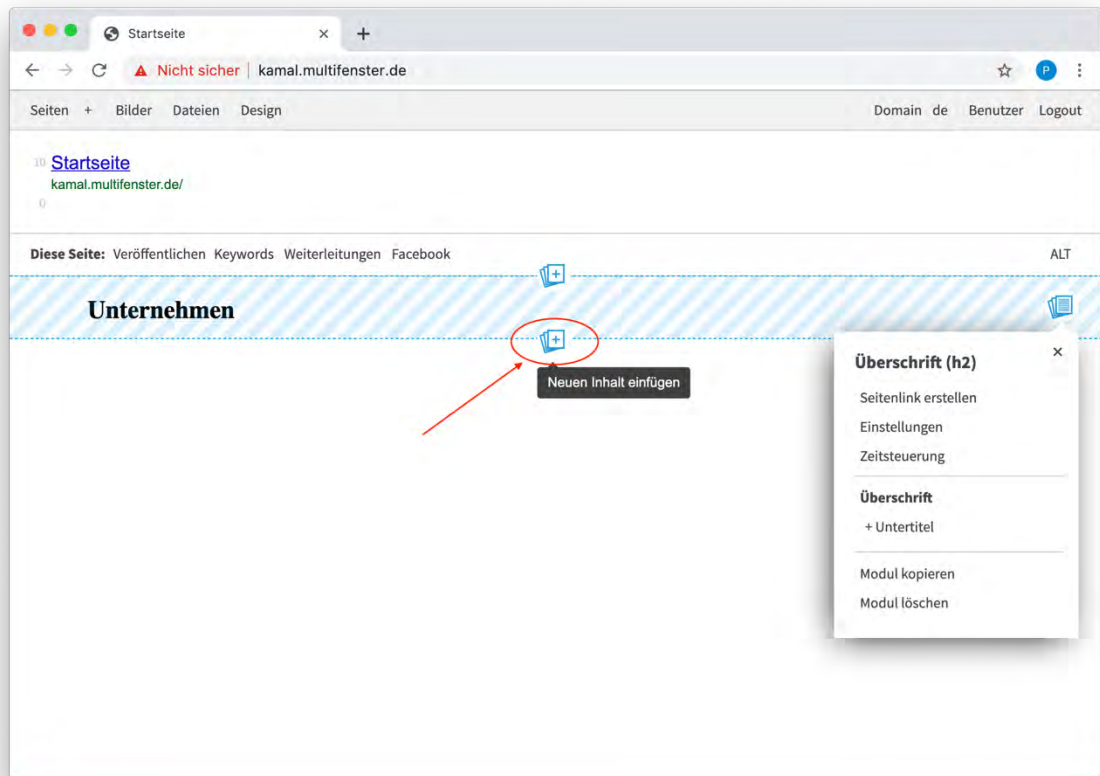 Startseite
Nicht sicher | kamal.multifenster.de
P
Seiten + Bilder Dateien Design Domain de Benutzer Logout
10 Startseite
kamal.multifenster.de/
0
Diese Seite: Veröffentlichen Keywords Weiterleitungen Facebook ALT
Unternehmen
Neuen Inhalt einfügen
Überschrift (h2)
Seitenlink erstellen
Einstellungen
Zeitsteuerung
Überschrift
+ Untertitel
Modul kopieren
Modul löschen